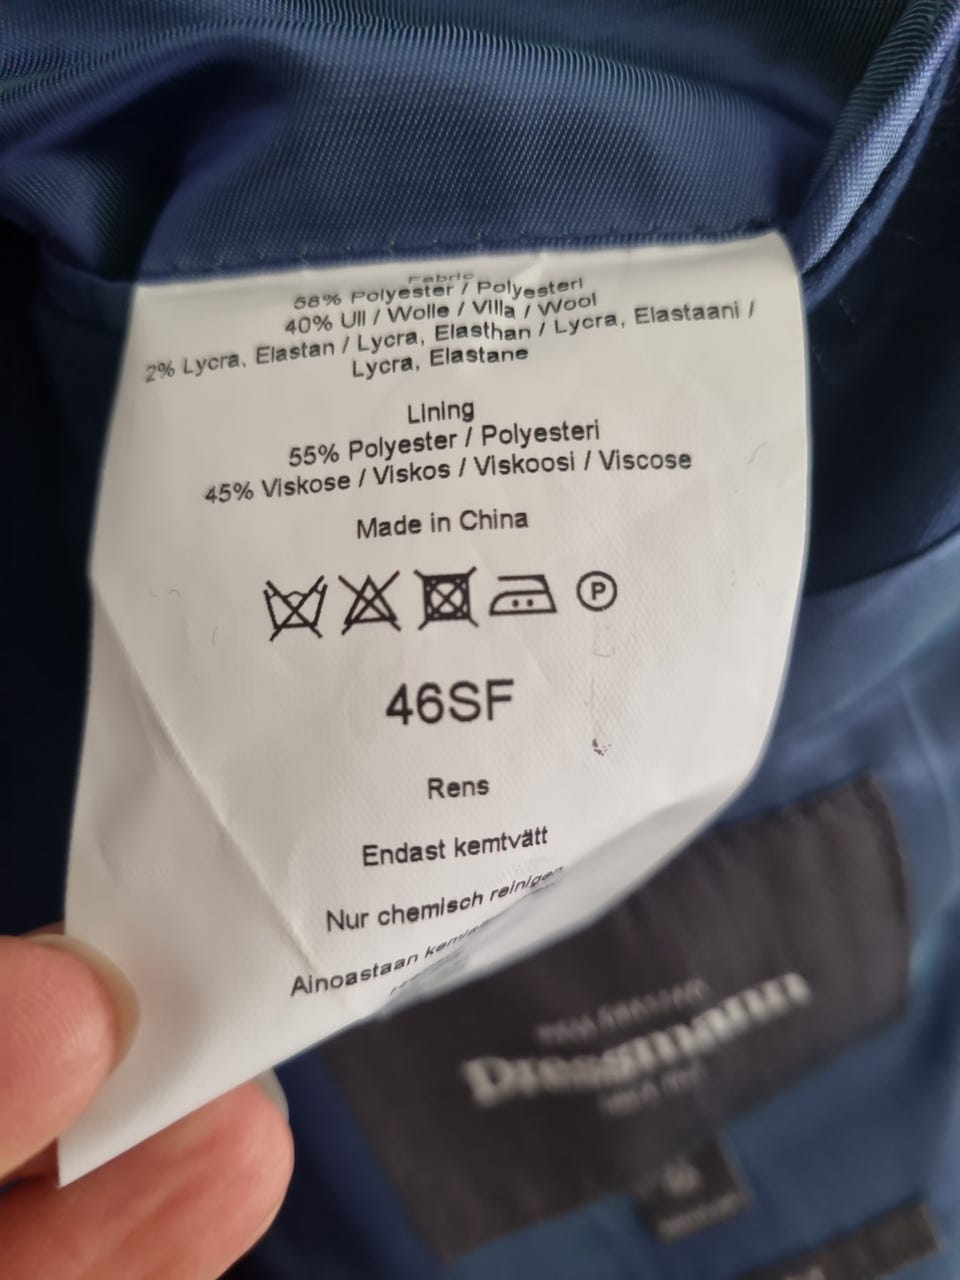 Fabric
58% Polyester / Polyesteri
40% Ull / Wolle / Villa / Wool
2% Lycra, Elastan / Lycra, Elasthan / Lycra, Elastaani /
Lycra, Elastane
Lining
55% Polyester / Polyesteri
45% Viskose / Viskos / Viskoosi / Viscose
Made in China
P
46SF
Rens
Endast kemtvätt
Nur chemisch reinigen
Ainoastaan
Dressmann